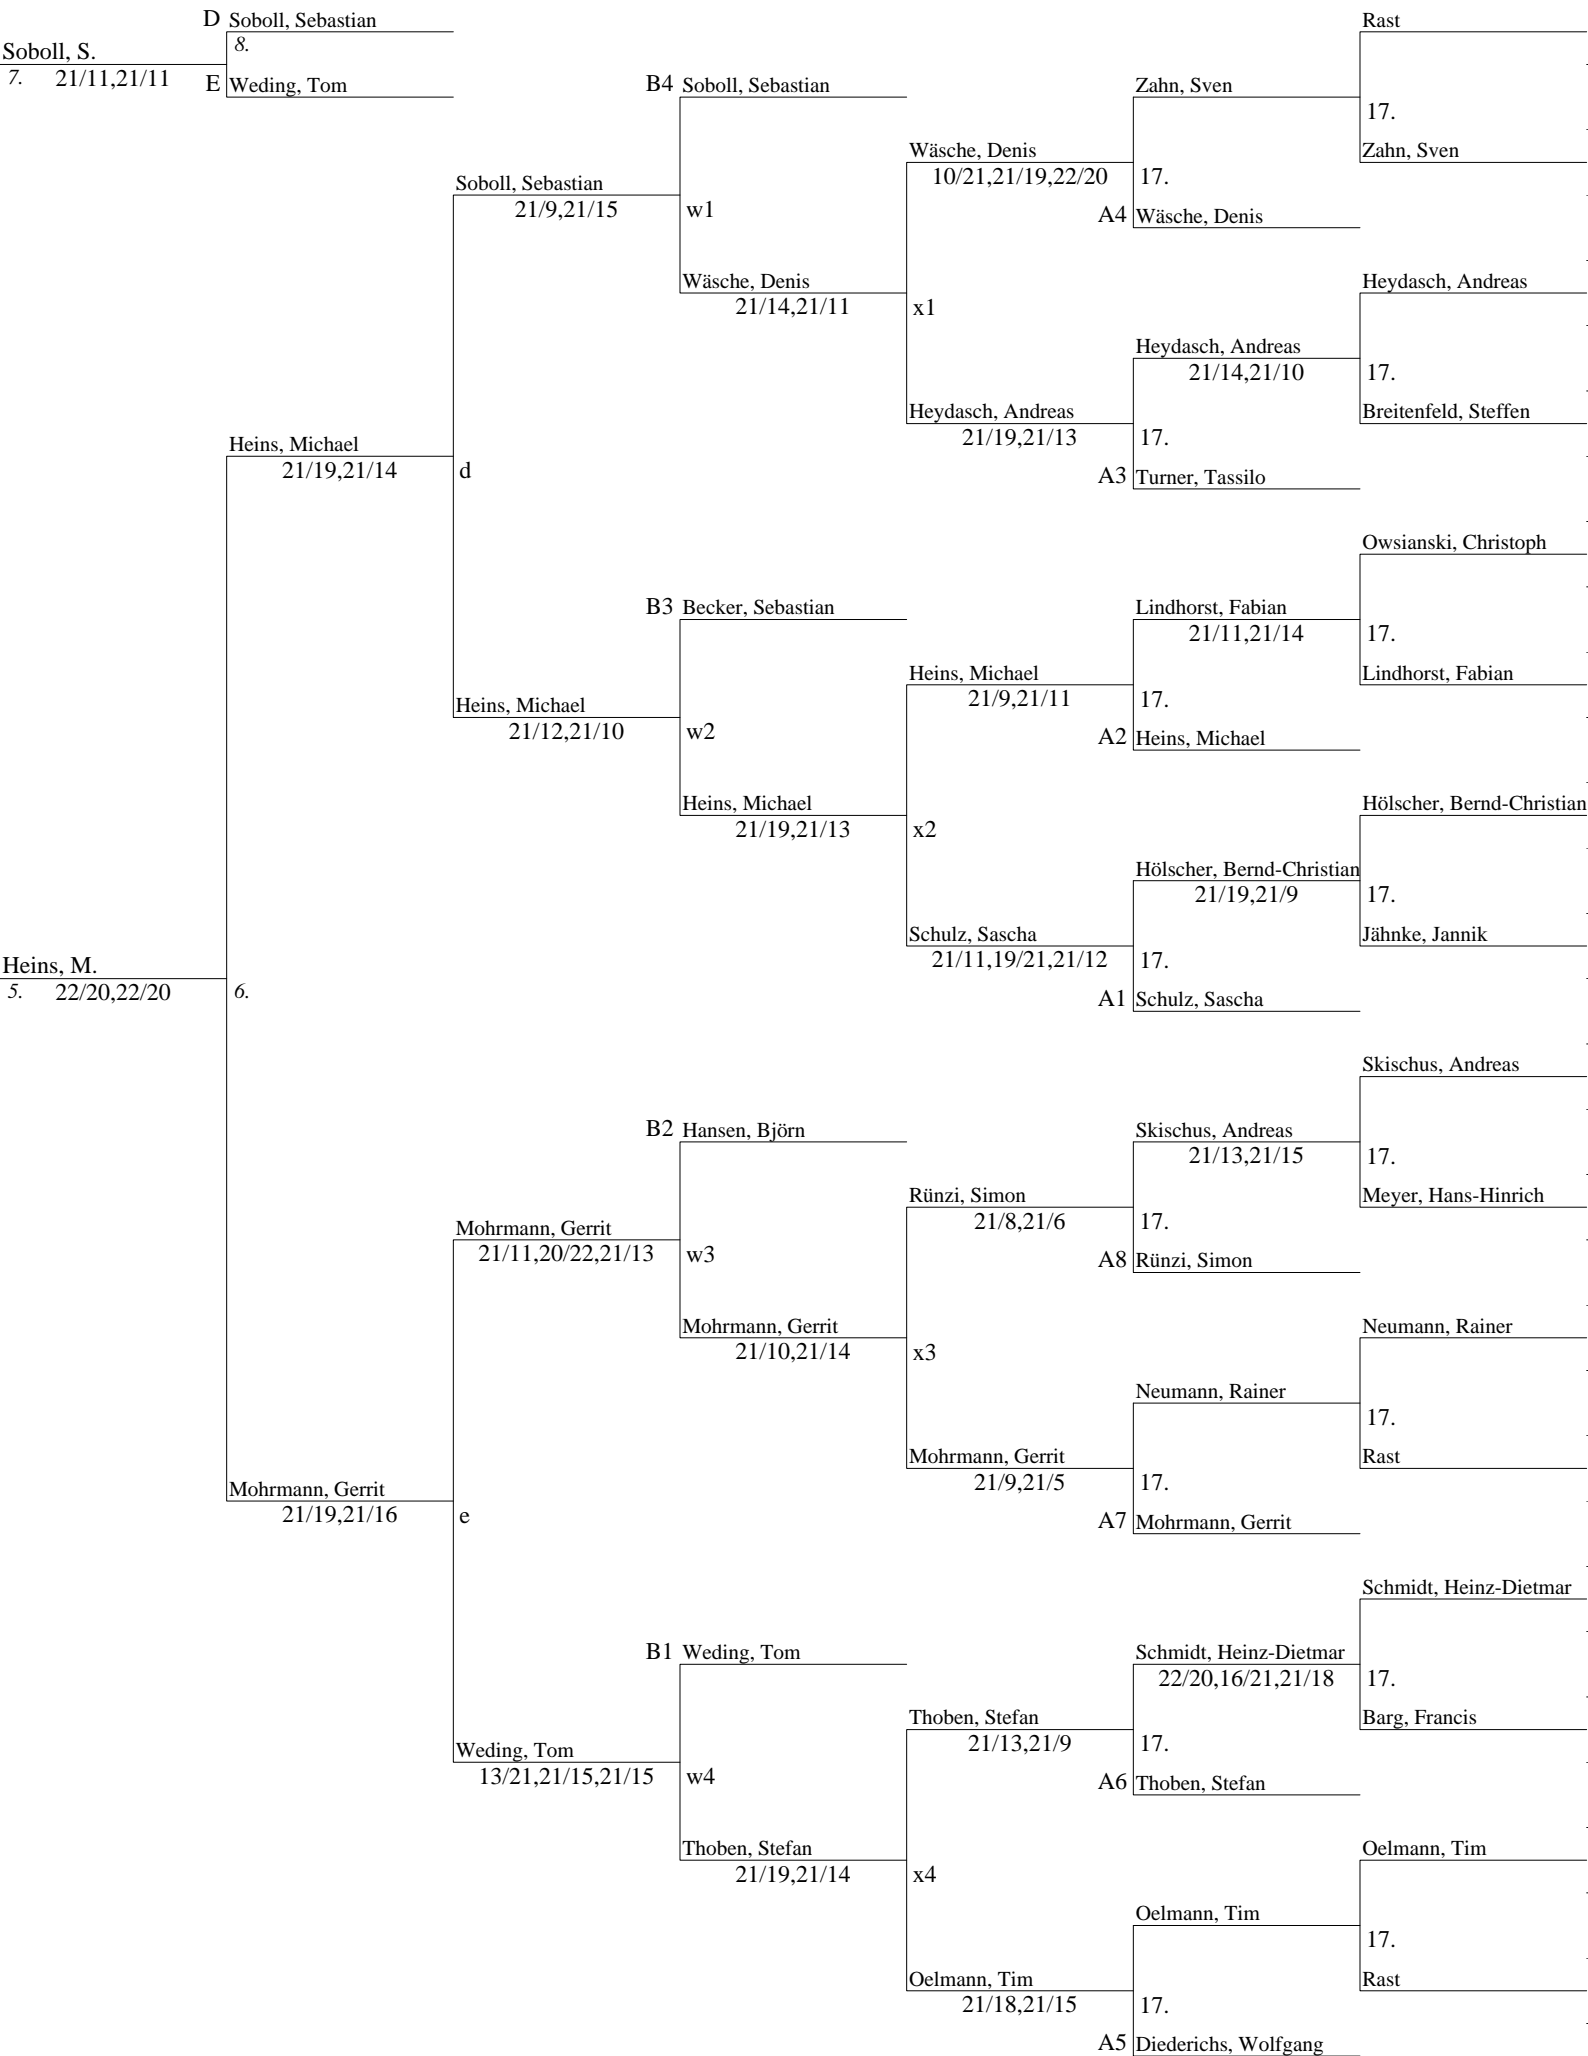 D Soboll, Sebastian
Rast
8.
Soboll, S.
7. 21/11,21/11
E Weding, Tom
B4 Soboll, Sebastian
Zahn, Sven
17.
Wäsche, Denis
Zahn, Sven
10/21,21/19,22/20
17.
Soboll, Sebastian
21/9,21/15
w1
A4 Wäsche, Denis
Wäsche, Denis
Heydasch, Andreas
21/14,21/11
x1
Heydasch, Andreas
21/14,21/10
17.
Heydasch, Andreas
Breitenfeld, Steffen
21/19,21/13
17.
Heins, Michael
21/19,21/14
d
A3 Turner, Tassilo
Owsianski, Christoph
B3 Becker, Sebastian
Lindhorst, Fabian
21/11,21/14
17.
Heins, Michael
Lindhorst, Fabian
21/9,21/11
17.
Heins, Michael
21/12,21/10
w2
A2 Heins, Michael
Heins, Michael
Hölscher, Bernd-Christian
21/19,21/13
x2
Hölscher, Bernd-Christian
21/19,21/9
17.
Schulz, Sascha
Jähnke, Jannik
21/11,19/21,21/12
17.
Heins, M.
5. 22/20,22/20
6.
A1 Schulz, Sascha
Skischus, Andreas
B2 Hansen, Björn
Skischus, Andreas
21/13,21/15
17.
Rünzi, Simon
Meyer, Hans-Hinrich
21/8,21/6
17.
Mohrmann, Gerrit
21/11,20/22,21/13
w3
A8 Rünzi, Simon
Mohrmann, Gerrit
Neumann, Rainer
21/10,21/14
x3
Neumann, Rainer
17.
Mohrmann, Gerrit
Rast
21/9,21/5
17.
Mohrmann, Gerrit
21/19,21/16
e
A7 Mohrmann, Gerrit
Schmidt, Heinz-Dietmar
B1 Weding, Tom
Schmidt, Heinz-Dietmar
22/20,16/21,21/18
17.
Thoben, Stefan
Barg, Francis
21/13,21/9
17.
Weding, Tom
13/21,21/15,21/15
w4
A6 Thoben, Stefan
Thoben, Stefan
Oelmann, Tim
21/19,21/14
x4
Oelmann, Tim
17.
Oelmann, Tim
Rast
21/18,21/15
17.
A5 Diederichs, Wolfgang